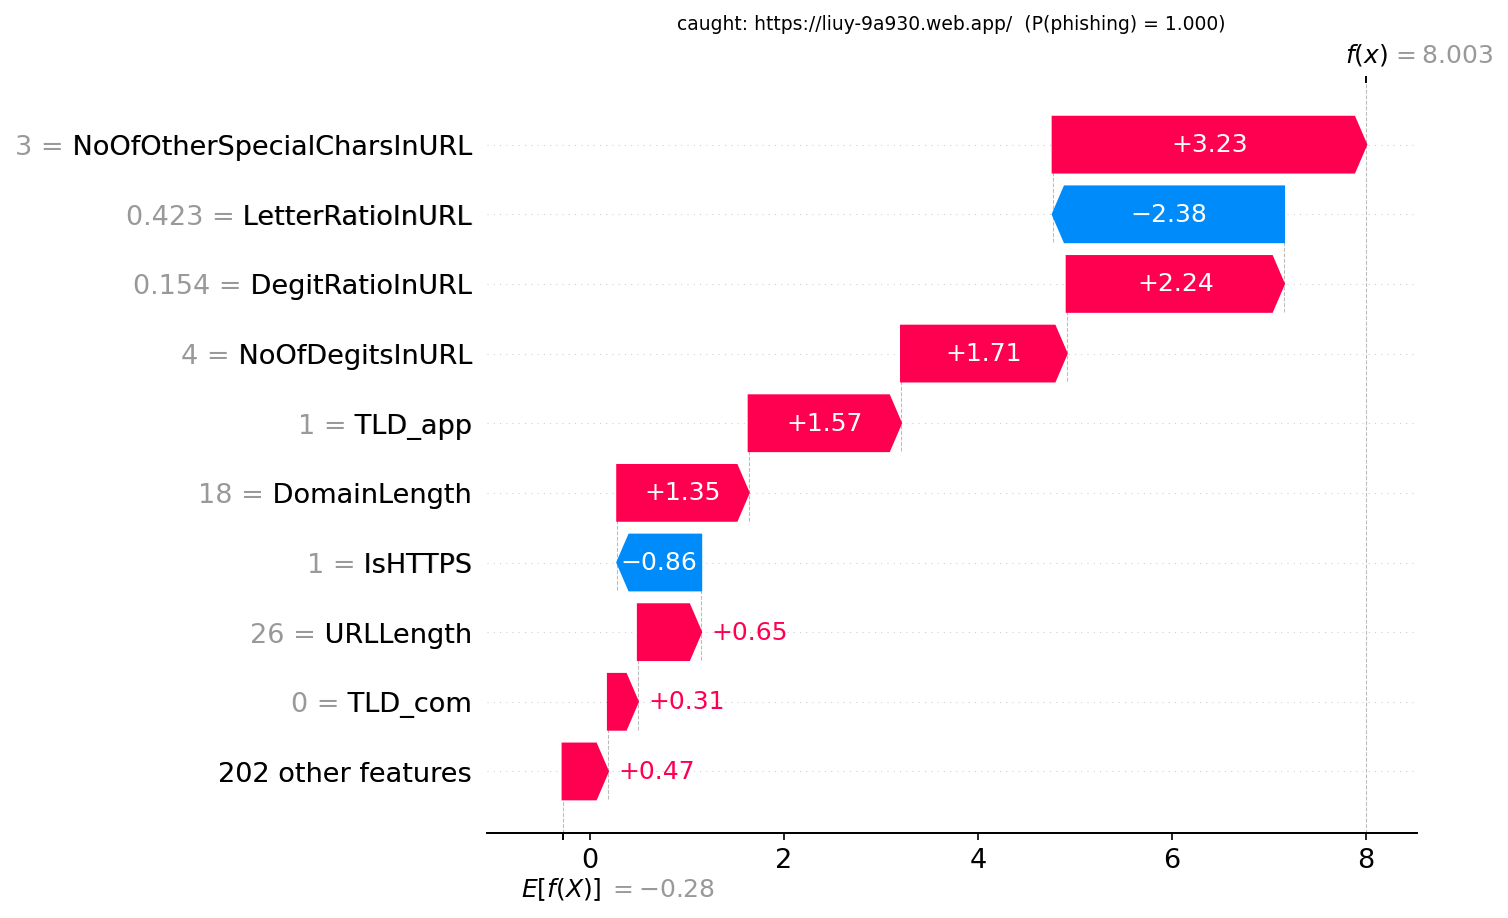 caught: https://liuy-9a930.web.app/  (P(phishing) = 1.000)
f(x) = 8.003
3 = NoOfOtherSpecialCharsInURL
+3.23
0.423 = LetterRatioInURL
−2.38
0.154 = DegitRatioInURL
+2.24
4 = NoOfDegitsInURL
+1.71
1 = TLD_app
+1.57
18 = DomainLength
+1.35
1 = IsHTTPS
−0.86
26 = URLLength
+0.65
0 = TLD_com
+0.31
202 other features
+0.47
0 2 4 6 8
E[f(X)] = −0.28